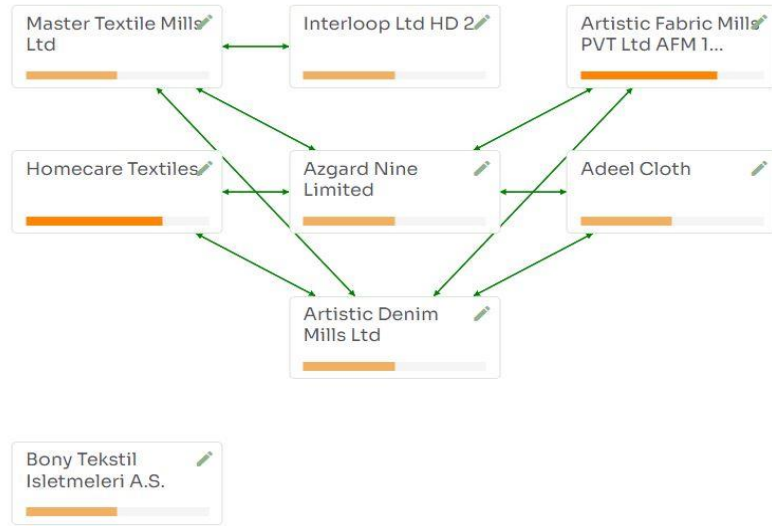 Master Textile Mills
Ltd
Interloop Ltd HD 2
Artistic Fabric Mills
PVT Ltd AFM 1...
Homecare Textiles
Azgard Nine
Limited
Adeel Cloth
Artistic Denim
Mills Ltd
Bony Tekstil
Isletmeleri A.S.